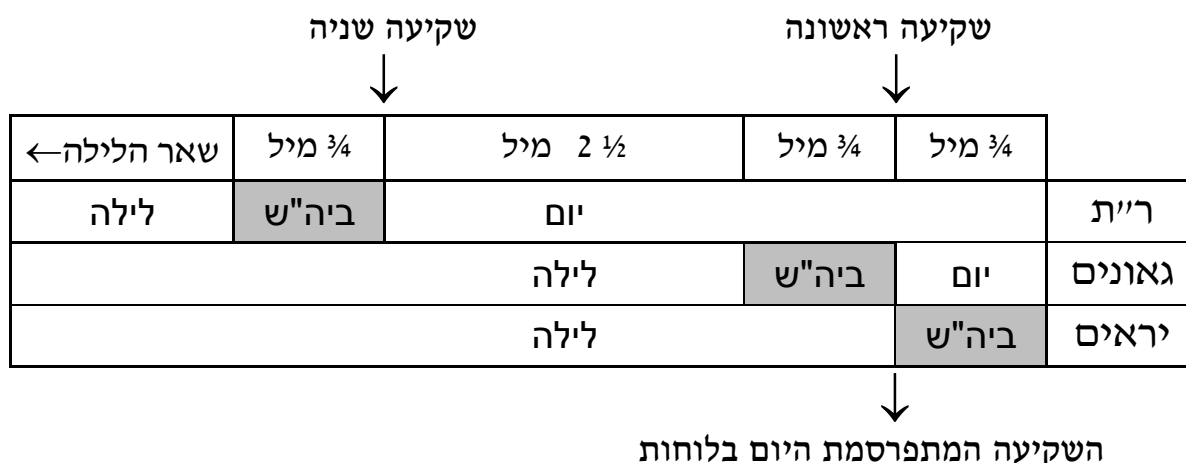 שקיעה ראשונה שקיעה שניה
¾ מיל ¾ מיל 2 ½ מיל ¾ מיל שאר הלילה←
ר״ת יום ביה"ש לילה
גאונים יום ביה"ש לילה
יראים ביה"ש לילה
השקיעה המתפרסמת היום בלוחות